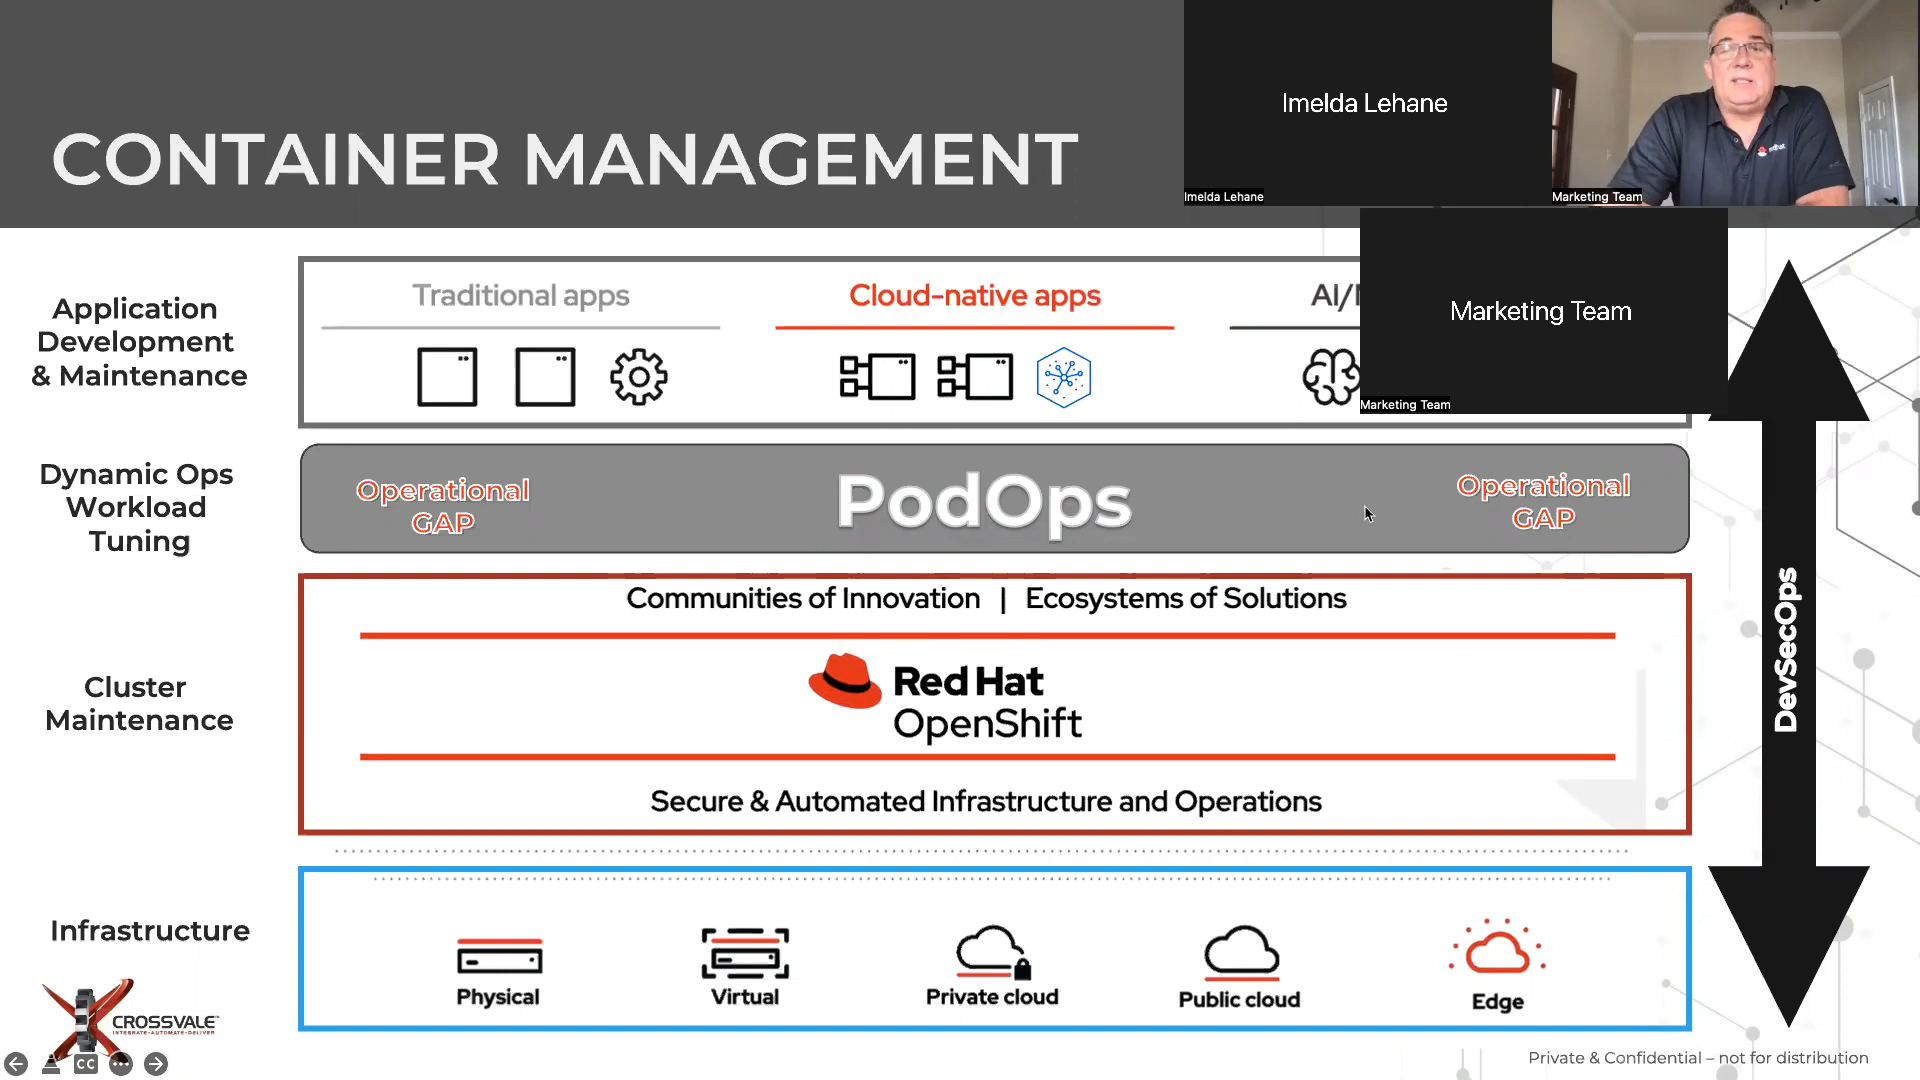 CONTAINER MANAGEMENT
Imelda Lehane
Imelda Lehane
Marketing Team
Marketing Team
Marketing Team
Application
Development
& Maintenance
Traditional apps
Cloud-native apps
Dynamic Ops
Workload
Tuning
Operational
GAP
PodOps
Operational
GAP
Cluster
Maintenance
Communities of Innovation | Ecosystems of Solutions
Red Hat
OpenShift
Secure & Automated Infrastructure and Operations
DevSecOps
Infrastructure
Physical
Virtual
Private cloud
Public cloud
Edge
CROSSVALE
INTEGRATE·AUTOMATE·DELIVER
CC
Private & Confidential – not for distribution